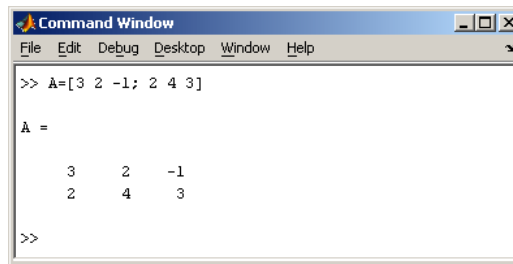 Command Window
File Edit Debug Desktop Window Help
>> A=[3 2 -1; 2 4 3]
A =
3 2 -1
2 4 3
>>